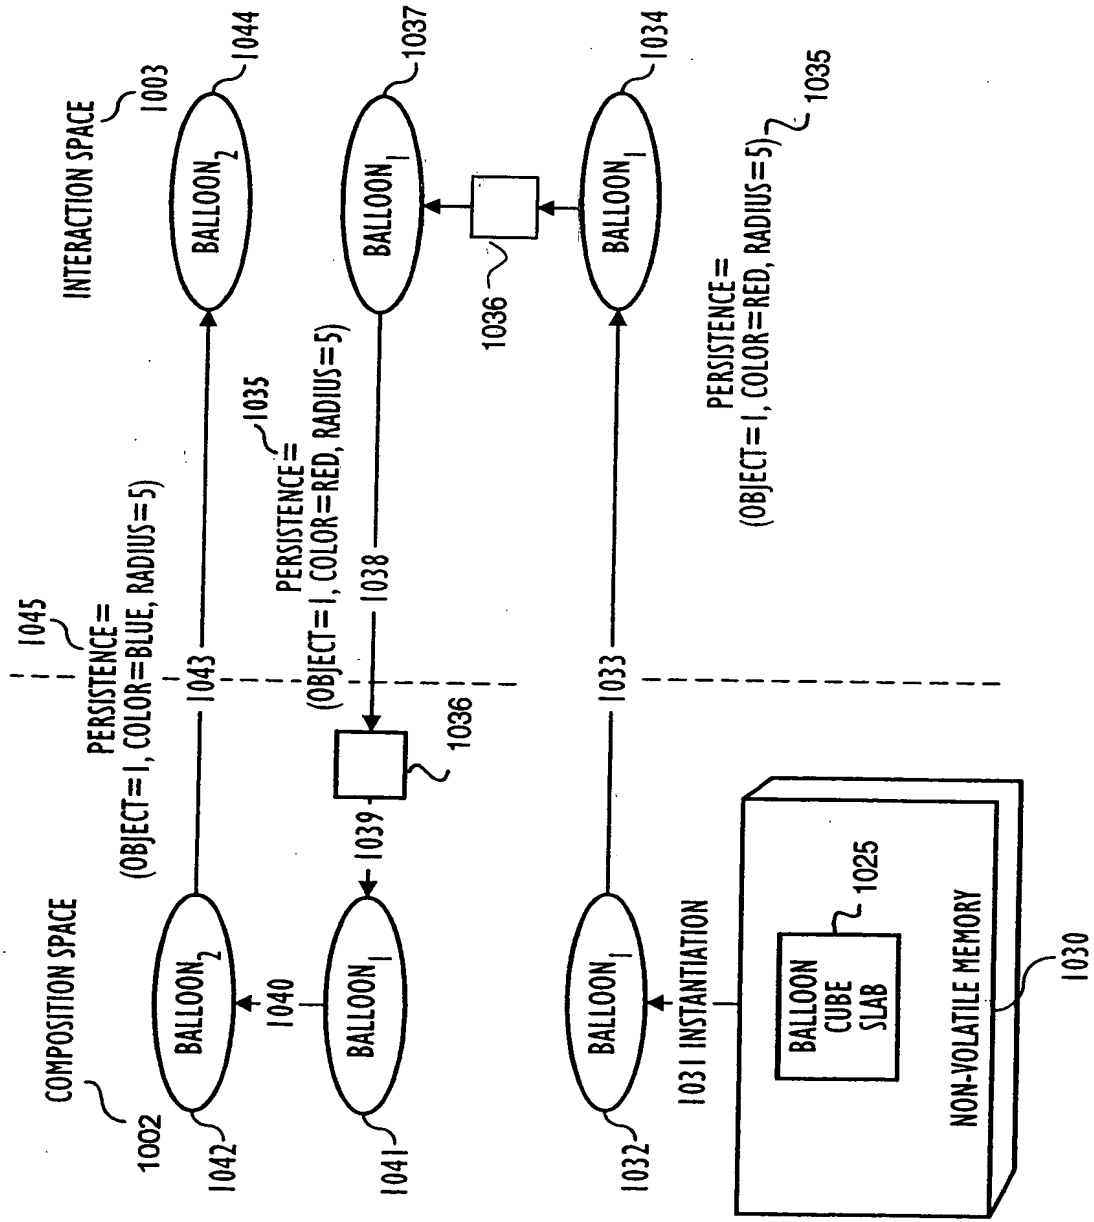 COMPOSITION SPACE
1002
INTERACTION SPACE
1003
1045
PERSISTENCE=
(OBJECT=1, COLOR=BLUE, RADIUS=5)
BALLOON2
1042
1043
BALLOON2
1044
1040
1035
PERSISTENCE=
(OBJECT=1, COLOR=RED, RADIUS=5)
BALLOON1
1041
1039
1036
1038
BALLOON1
1037
1036
BALLOON1
1032
1033
BALLOON1
1034
1031 INSTANTIATION
PERSISTENCE=
(OBJECT=1, COLOR=RED, RADIUS=5)
1035
BALLOON
CUBE
SLAB
1025
NON-VOLATILE MEMORY
1030